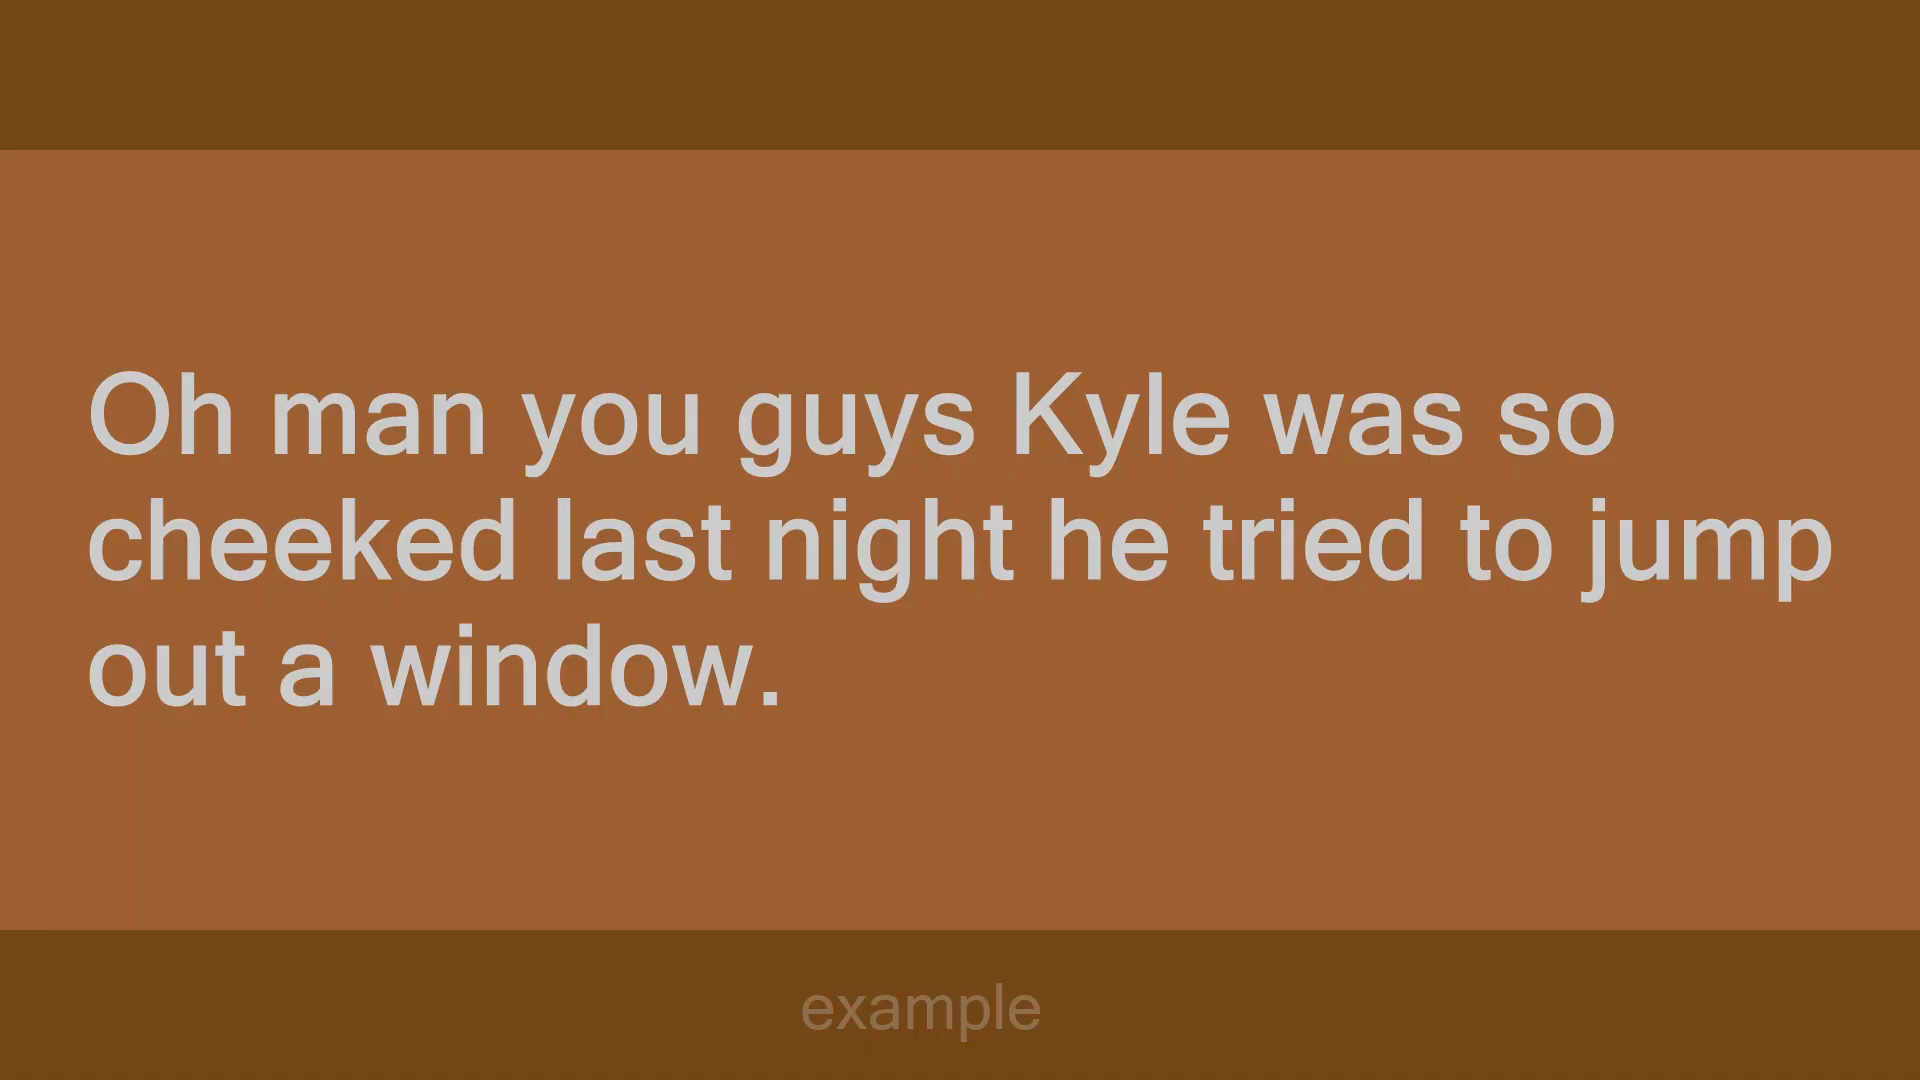 Oh man you guys Kyle was so
cheeked last night he tried to jump
out a window.
example